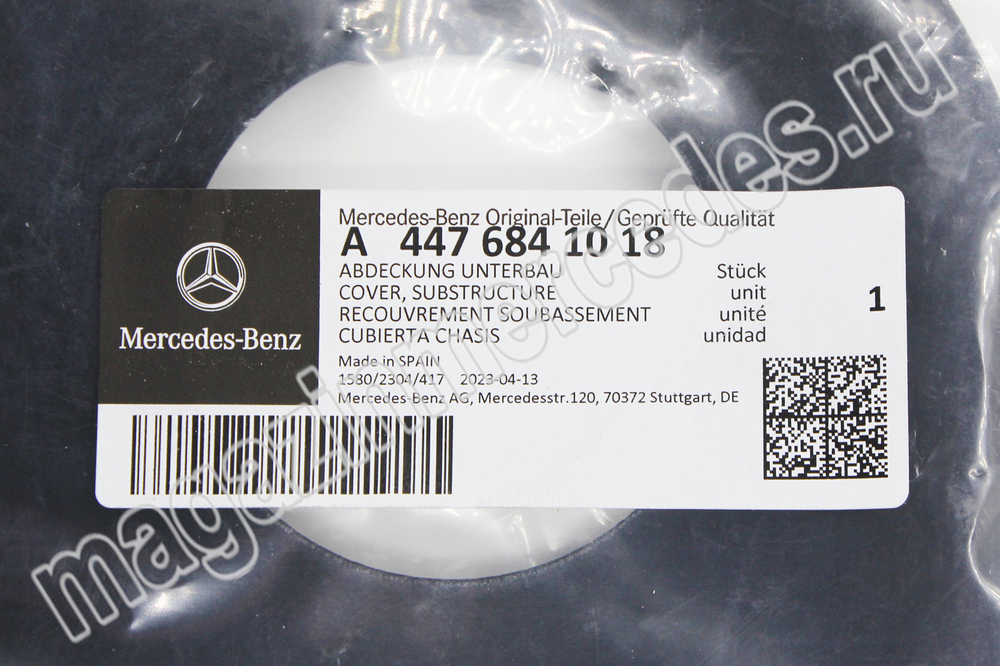 Mercedes-Benz Original-Teile/Geprüfte Qualität
A 447 684 10 18
ABDECKUNG UNTERBAU Stück
COVER, SUBSTRUCTURE unit
RECOUVREMENT SOUBASSEMENT unité
CUBIERTA CHASIS unidad
1
Mercedes-Benz
Made in SPAIN
1580/2304/417 2023-04-13
Mercedes-Benz AG, Mercedesstr.120, 70372 Stuttgart, DE
magazinmercedes.ru